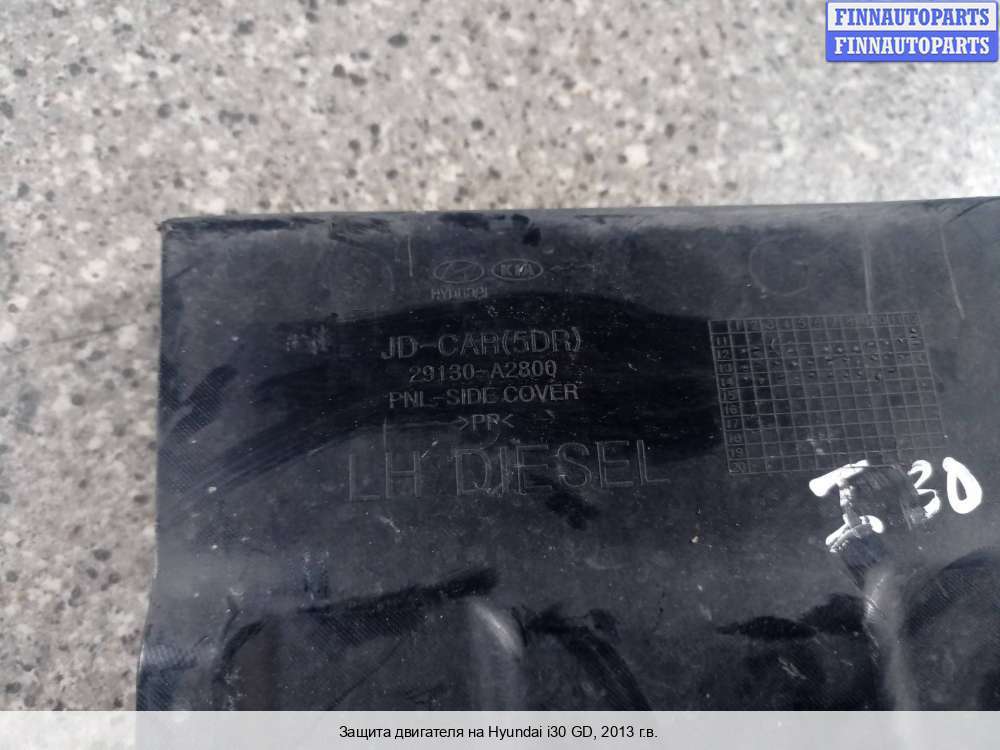 FINNAUTOPARTS
FINNAUTOPARTS
KIA
HYUNDAI
JD-CAR(5DR)
29130-A2800
PNL-SIDE COVER
>PP<
LH DIESEL
I30
Защита двигателя на Hyundai i30 GD, 2013 г.в.